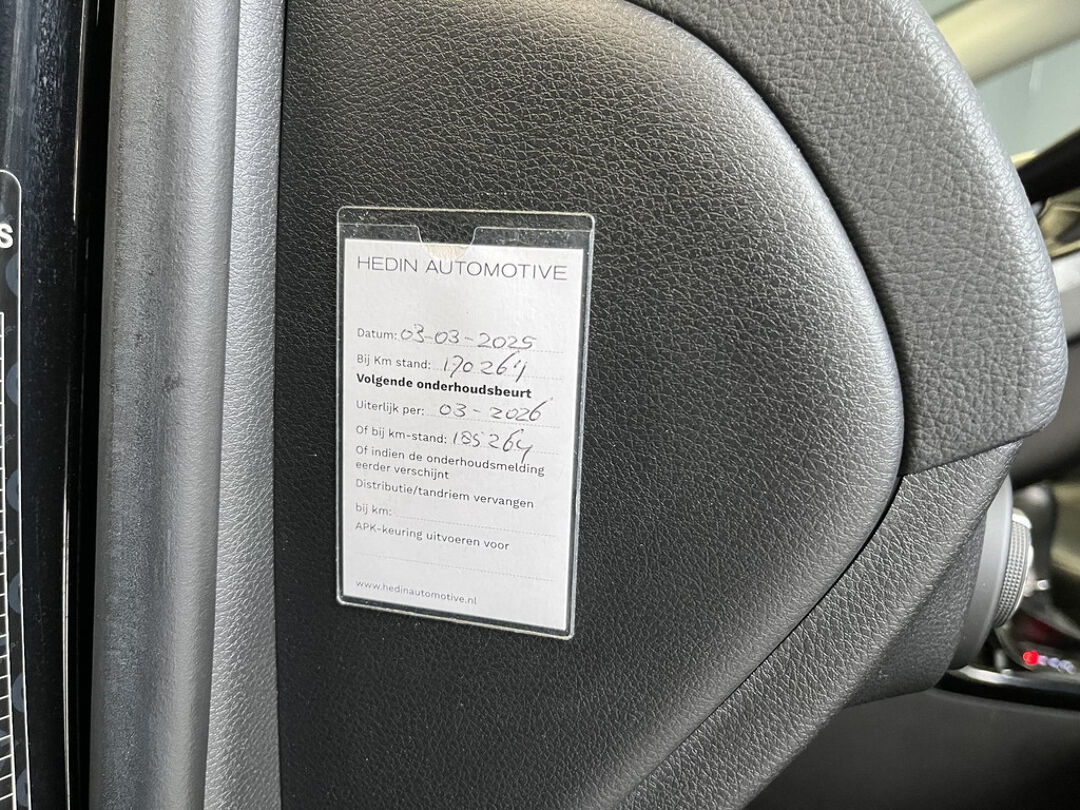 S
HEDIN AUTOMOTIVE
Datum: 03-03-2025
Bij Km stand: 170264
Volgende onderhoudsbeurt
Uiterlijk per: 03-2026
Of bij km-stand: 185264
Of indien de onderhoudsmelding
eerder verschijnt
Distributie/tandriem vervangen
bij km:
APK-keuring uitvoeren voor
www.hedinautomotive.nl